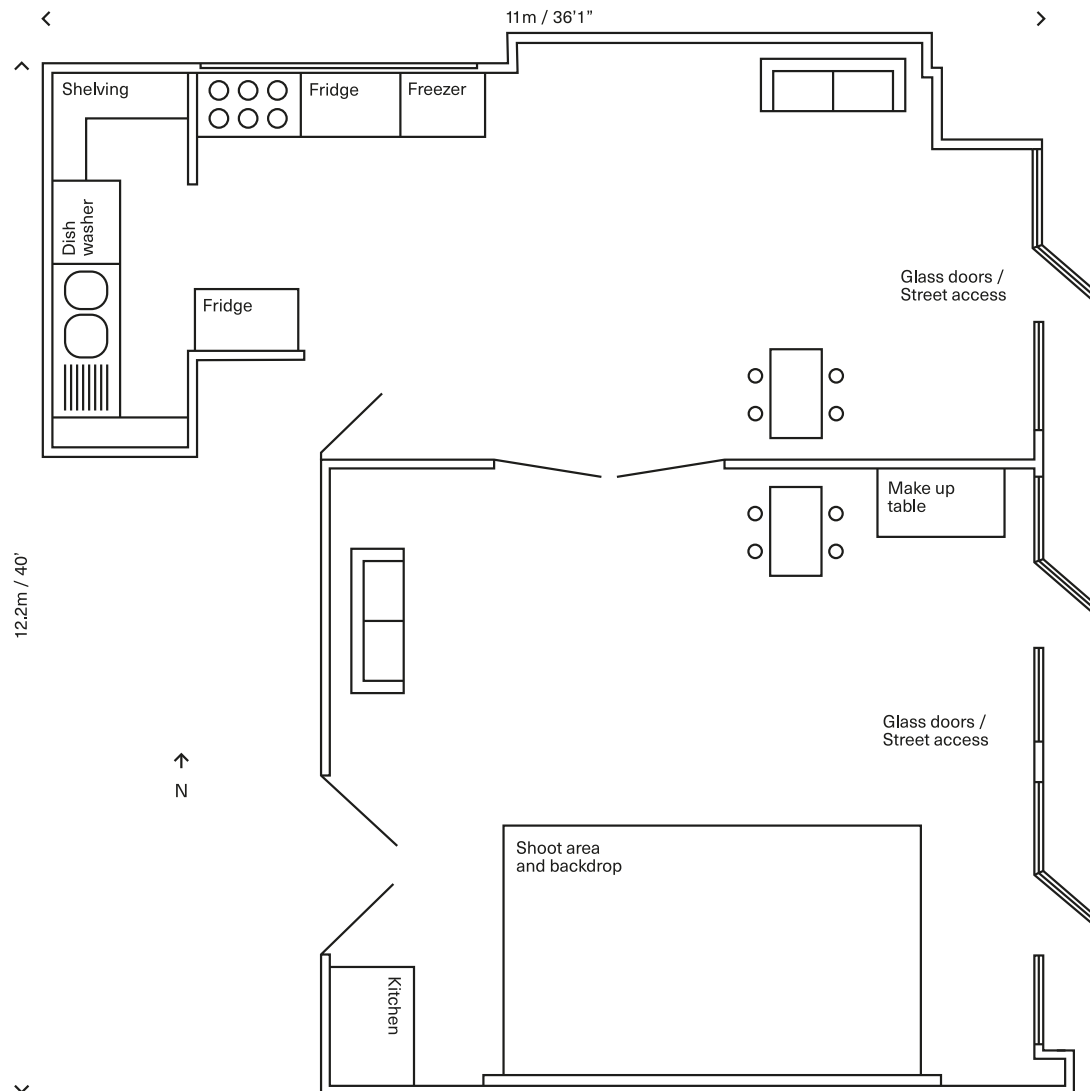 11m / 36'1”
Shelving
Fridge
Freezer
Dish
washer
Fridge
Glass doors /
Street access
Make up
table
12.2m / 40'
Glass doors /
Street access
N
Shoot area
and backdrop
Kitchen